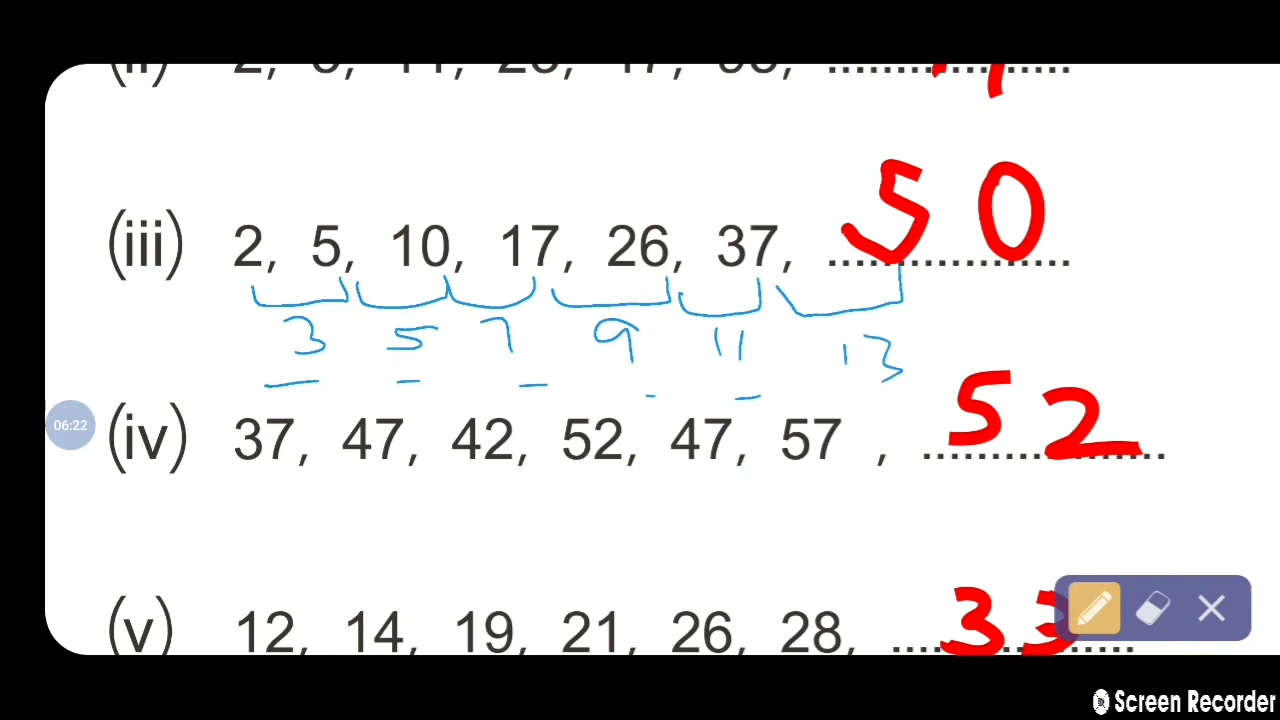 (iii) 2, 5, 10, 17, 26, 37, .................. 50
3 5 7 9 11 13
06:22
(iv) 37, 47, 42, 52, 47, 57 , .................. 52
(v) 12, 14, 19, 21, 26, 28, .................. 33
Screen Recorder